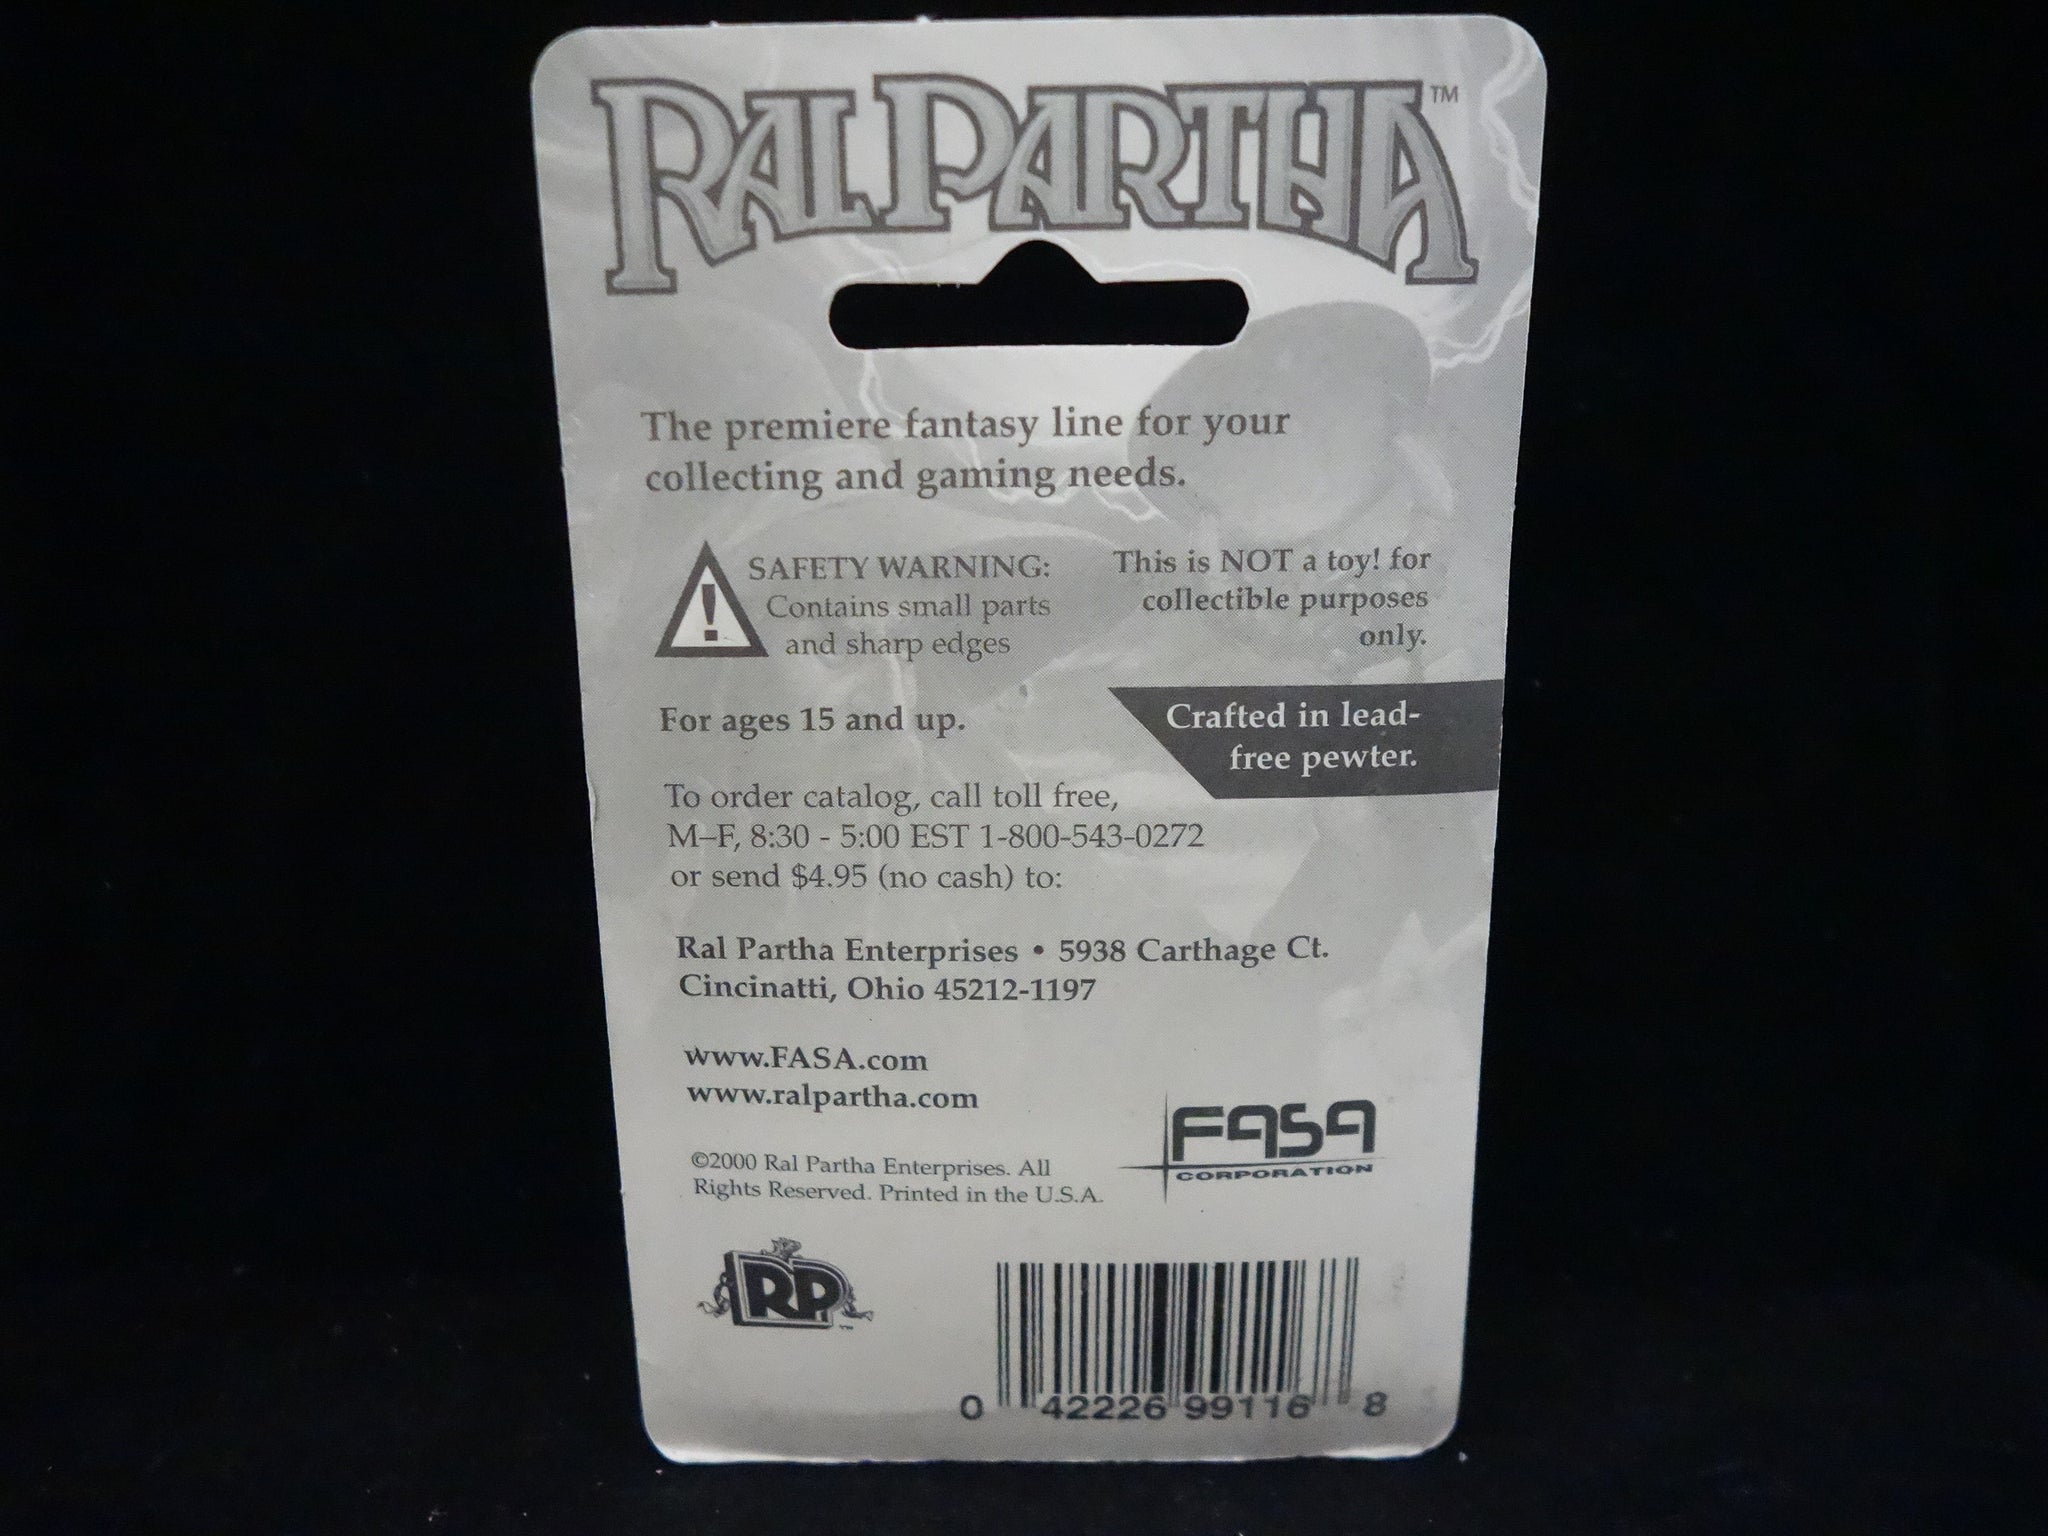 RAL PARTHA™
The premiere fantasy line for your
collecting and gaming needs.
SAFETY WARNING:
Contains small parts
and sharp edges
This is NOT a toy! for
collectible purposes
only.
For ages 15 and up.
Crafted in lead-
free pewter.
To order catalog, call toll free,
M–F, 8:30 - 5:00 EST 1-800-543-0272
or send $4.95 (no cash) to:
Ral Partha Enterprises • 5938 Carthage Ct.
Cincinatti, Ohio 45212-1197
www.FASA.com
www.ralpartha.com
FASA
CORPORATION
©2000 Ral Partha Enterprises. All
Rights Reserved. Printed in the U.S.A.
RP™
0 42226 99116 8